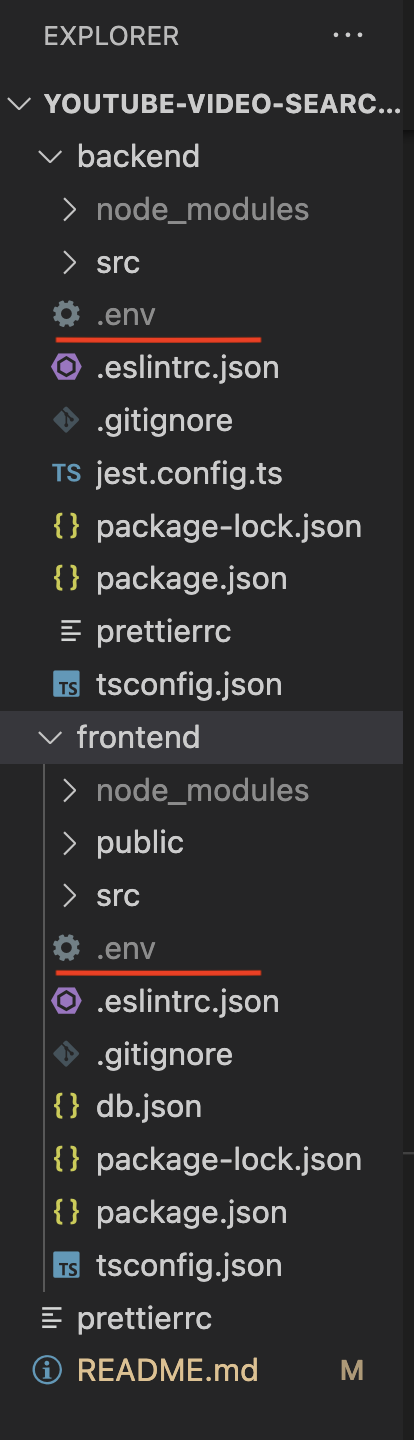 EXPLORER ...
YOUTUBE-VIDEO-SEARC...
backend
node_modules
src
.env
.eslintrc.json
.gitignore
TS jest.config.ts
{} package-lock.json
{} package.json
prettierrc
TS tsconfig.json
frontend
node_modules
public
src
.env
.eslintrc.json
.gitignore
{} db.json
{} package-lock.json
{} package.json
TS tsconfig.json
prettierrc
README.md M